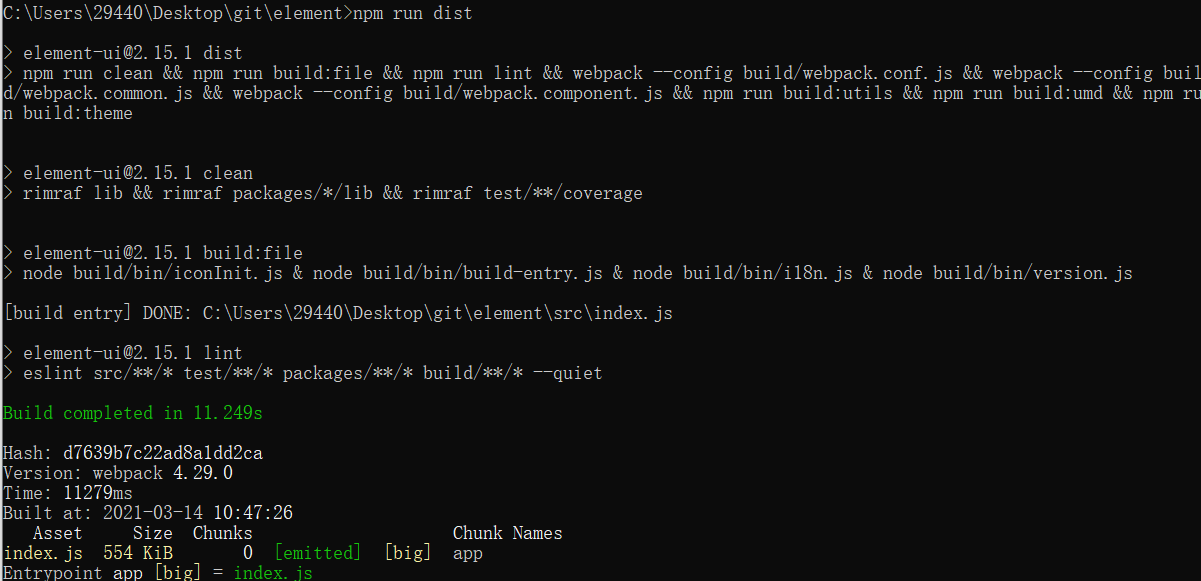 C:\Users\29440\Desktop\git\element>npm run dist
> element-ui@2.15.1 dist
> npm run clean && npm run build:file && npm run lint && webpack --config build/webpack.conf.js && webpack --config buil
d/webpack.common.js && webpack --config build/webpack.component.js && npm run build:utils && npm run build:umd && npm ru
n build:theme
> element-ui@2.15.1 clean
> rimraf lib && rimraf packages/*/lib && rimraf test/**/coverage
> element-ui@2.15.1 build:file
> node build/bin/iconInit.js & node build/bin/build-entry.js & node build/bin/i18n.js & node build/bin/version.js
[build entry] DONE: C:\Users\29440\Desktop\git\element\src\index.js
> element-ui@2.15.1 lint
> eslint src/**/* test/**/* packages/**/* build/**/* --quiet
Build completed in 11.249s
Hash: d7639b7c22ad8a1dd2ca
Version: webpack 4.29.0
Time: 11279ms
Built at: 2021-03-14 10:47:26
Asset Size Chunks Chunk Names
index.js 554 KiB 0 [emitted] [big] app
Entrypoint app [big] = index.js